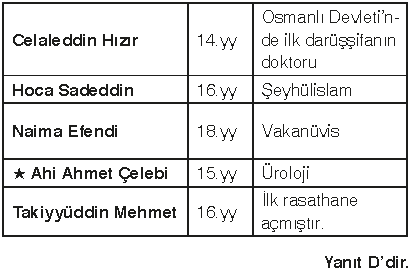 Celaleddin Hızır 14.yy Osmanlı Devleti'n-
de ilk darüşşifanın
doktoru
Hoca Sadeddin 16.yy Şeyhülislam
Naima Efendi 18.yy Vakanüvis
★ Ahi Ahmet Çelebi 15.yy Üroloji
Takiyyüddin Mehmet 16.yy İlk rasathane
açmıştır.
Yanıt D'dir.